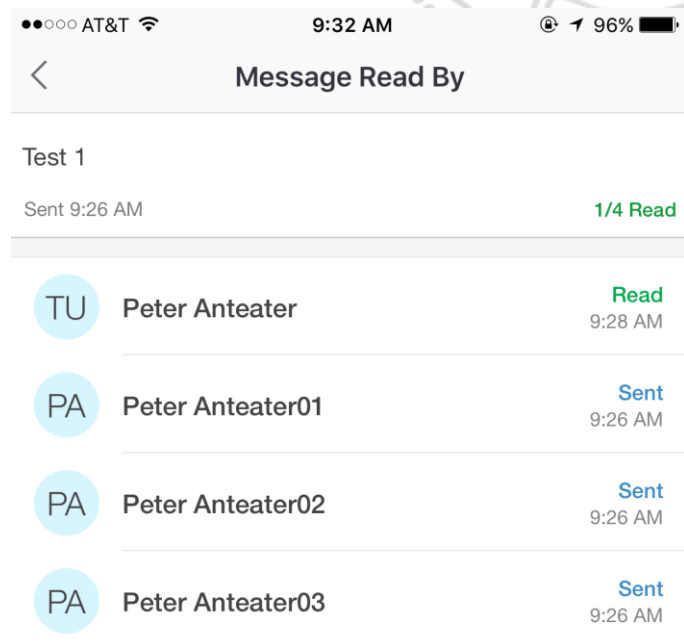 AT&T 9:32 AM 96%
Message Read By
Test 1
Sent 9:26 AM 1/4 Read
TU Peter Anteater Read
9:28 AM
PA Peter Anteater01 Sent
9:26 AM
PA Peter Anteater02 Sent
9:26 AM
PA Peter Anteater03 Sent
9:26 AM